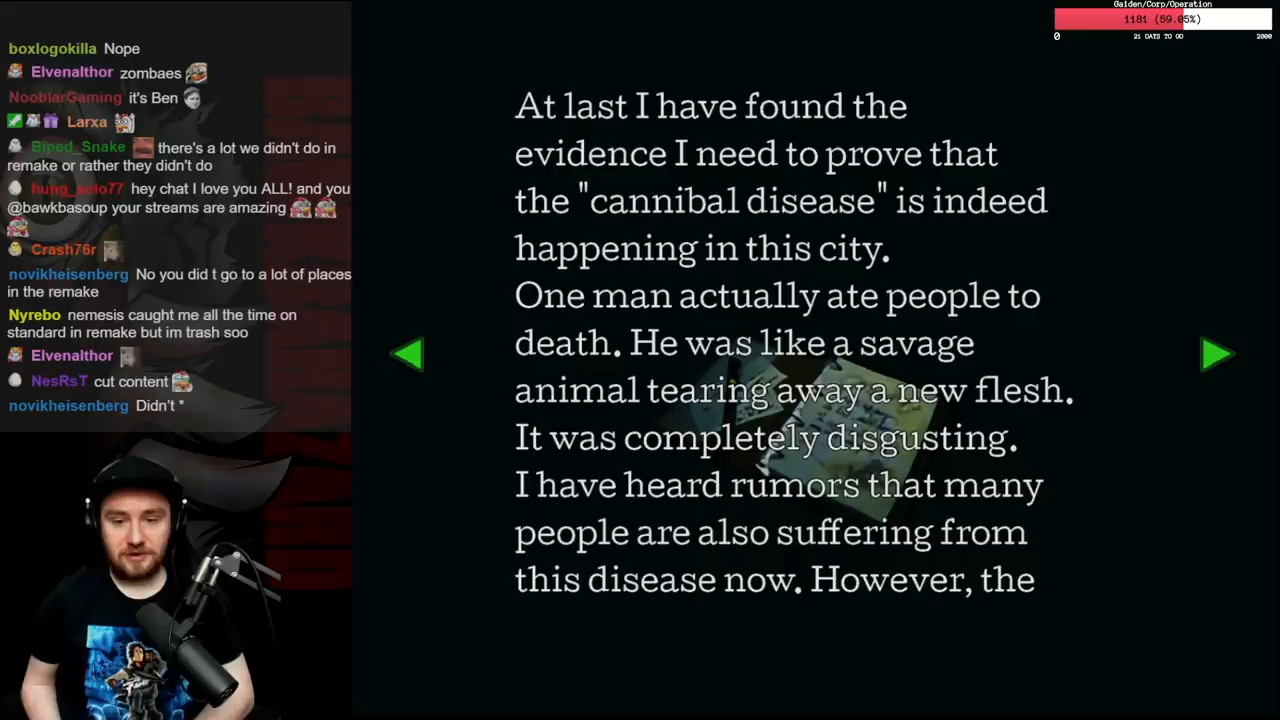 Gaiden/Corp/Operation
1181 (59.05%)
0
21 DAYS TO GO
2000
boxlogokilla Nope
Elvenalthor zombaes
NooblarGaming it's Ben
Larxa
Biped_Snake there's a lot we didn't do in
remake or rather they didn't do
hung_solo77 hey chat I love you ALL! and you
@bawkbasoup your streams are amazing
Crash76r
novikheisenberg No you did t go to a lot of places
in the remake
Nyrebo nemesis caught me all the time on
standard in remake but im trash soo
Elvenalthor
NesRsT cut content
novikheisenberg Didn't *
At last I have found the
evidence I need to prove that
the "cannibal disease" is indeed
happening in this city.
One man actually ate people to
death. He was like a savage
animal tearing away a new flesh.
It was completely disgusting.
I have heard rumors that many
people are also suffering from
this disease now. However, the